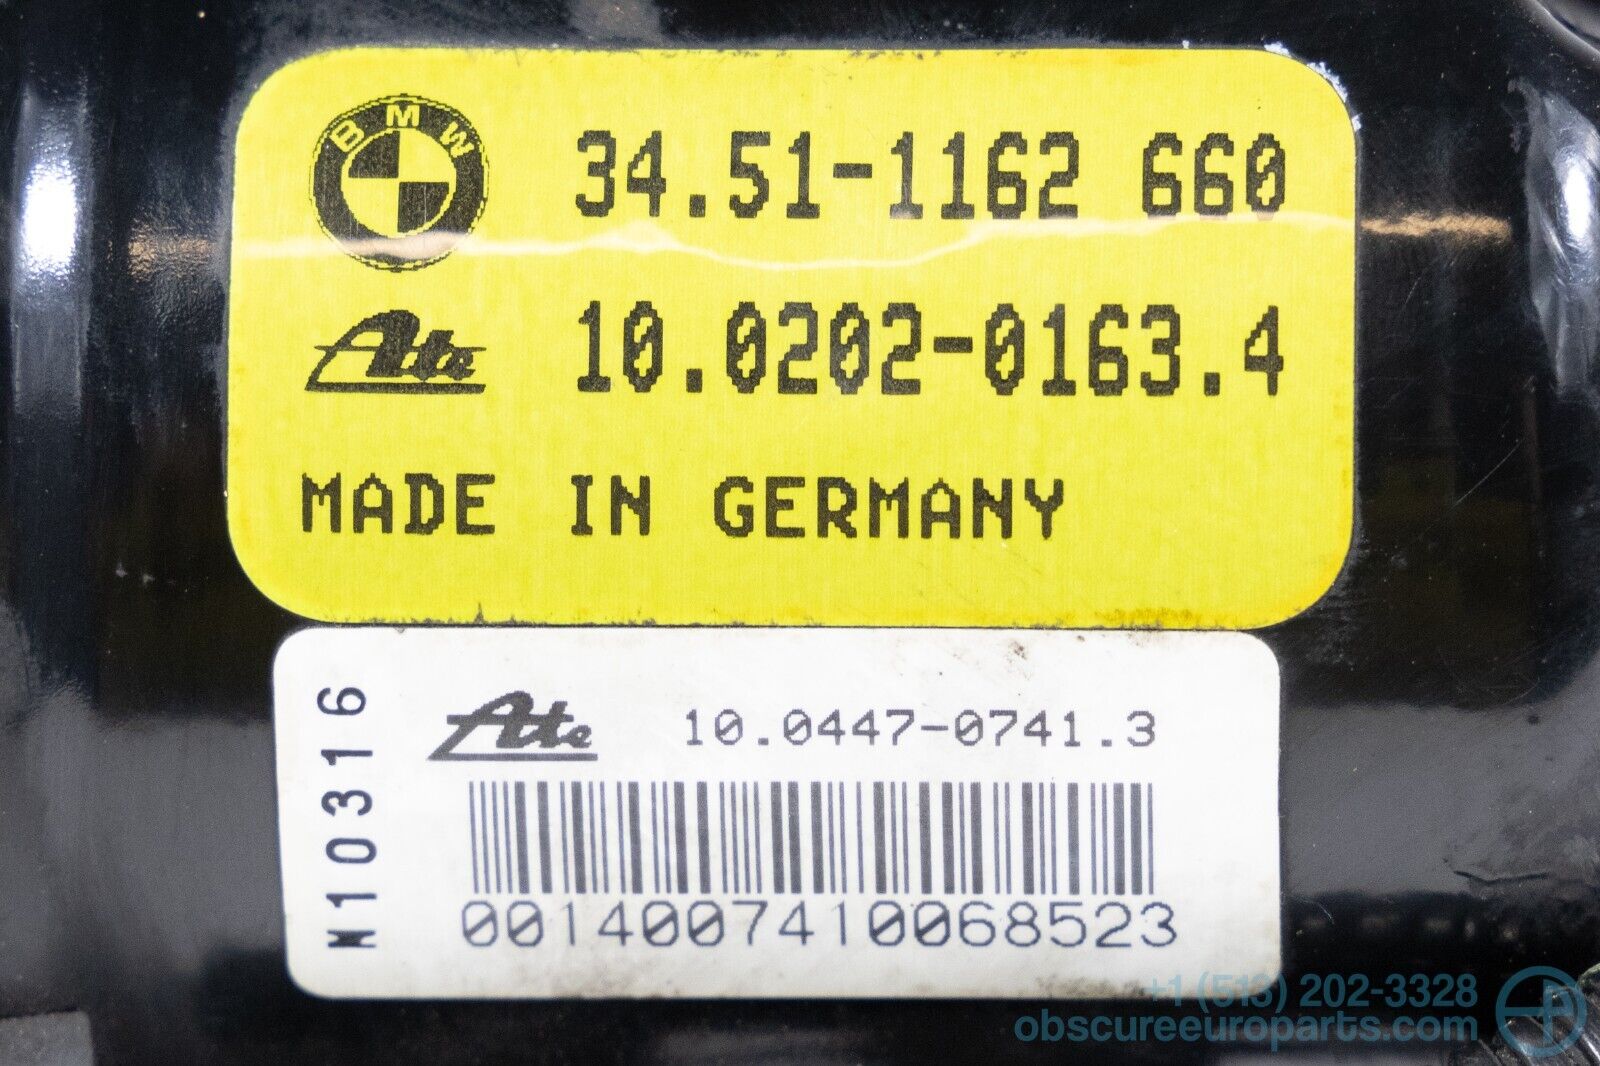 BMW
34.51-1162 660
Ate
10.0202-0163.4
MADE IN GERMANY
M10316
Ate
10.0447-0741.3
0014007410068523
+1 (513) 202-3328
obscureeuroparts.com